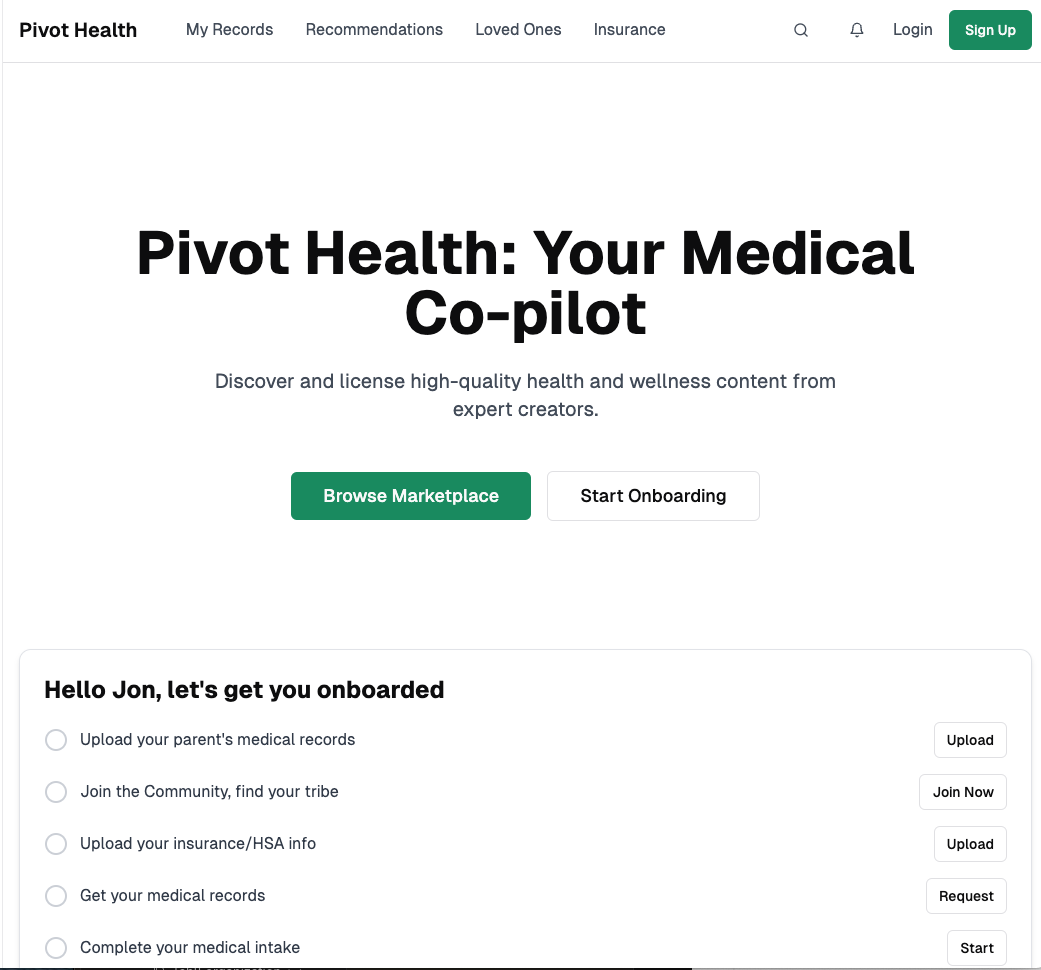 Pivot Health My Records Recommendations Loved Ones Insurance Login Sign Up
Pivot Health: Your Medical
Co-pilot
Discover and license high-quality health and wellness content from
expert creators.
Browse Marketplace Start Onboarding
Hello Jon, let's get you onboarded
Upload your parent's medical records Upload
Join the Community, find your tribe Join Now
Upload your insurance/HSA info Upload
Get your medical records Request
Complete your medical intake Start